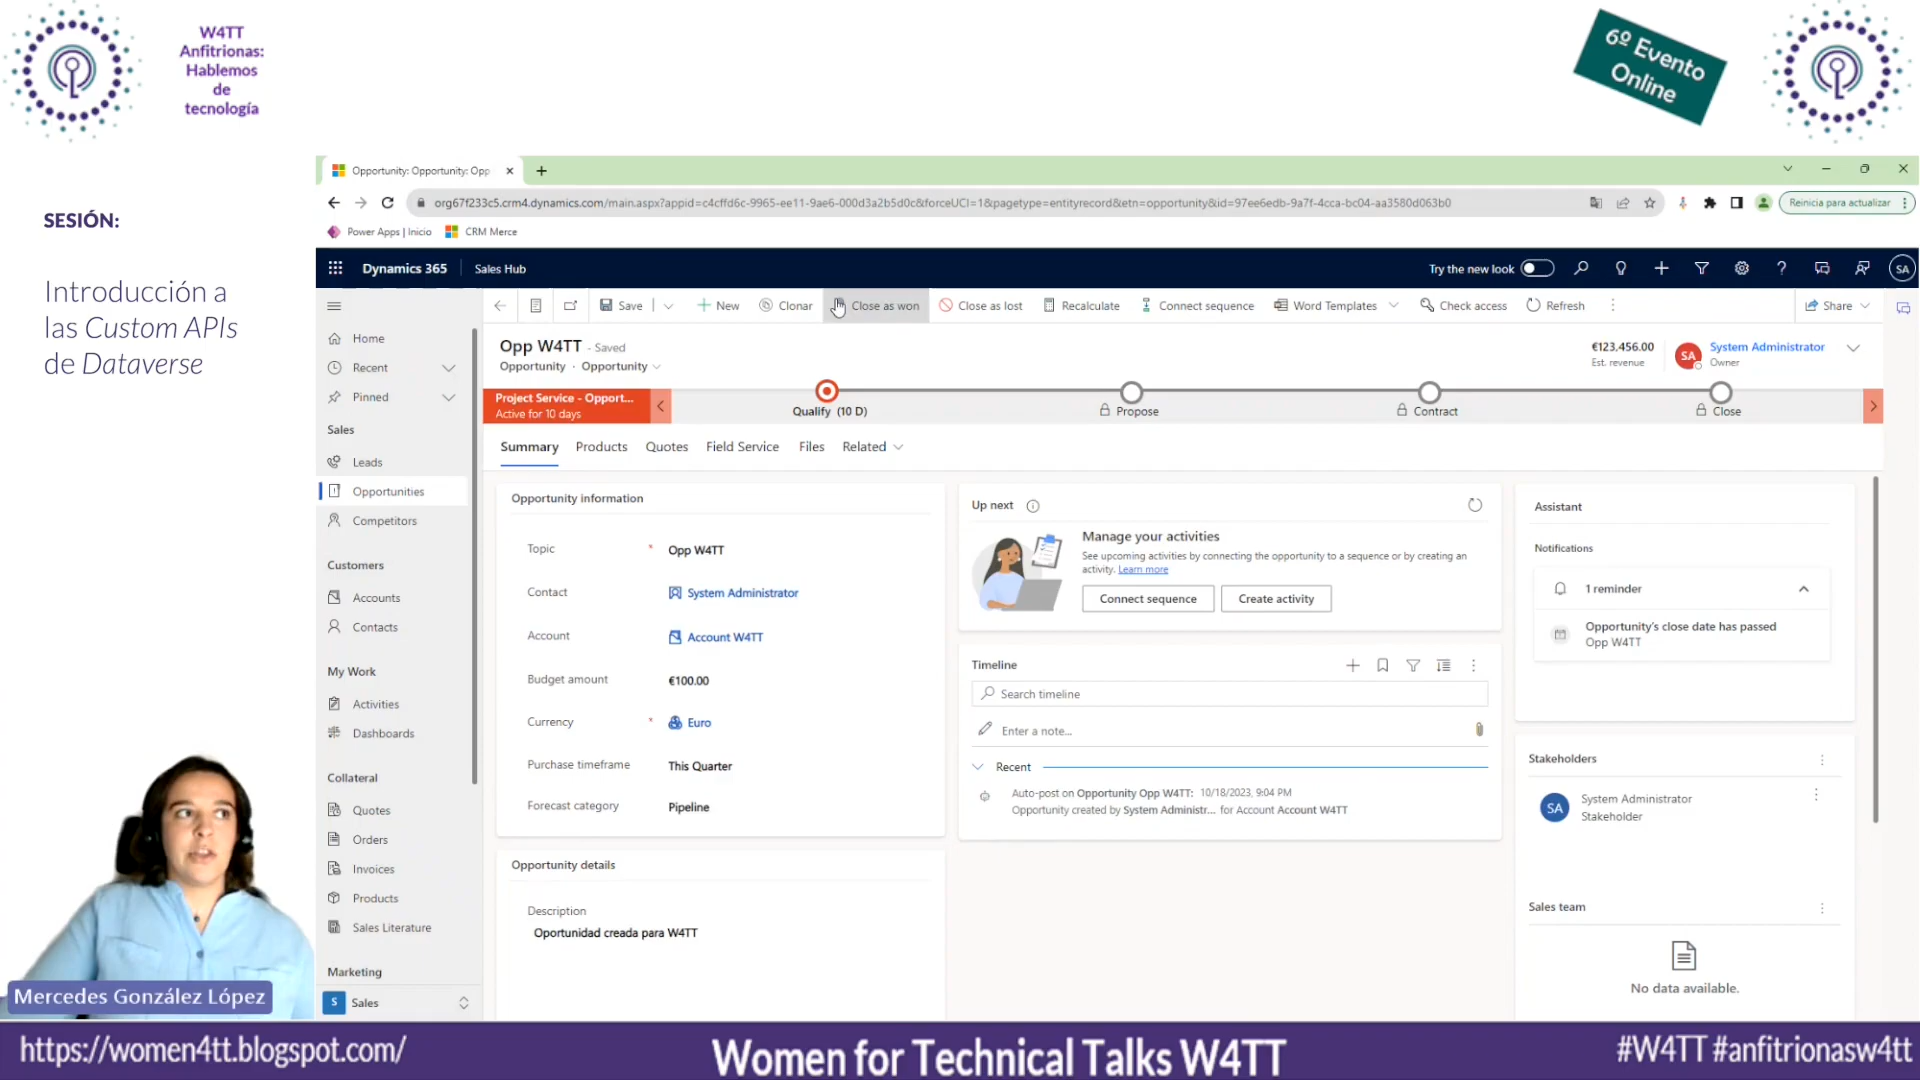 W4TT
Anfitrionas:
Hablemos
de
tecnología
6º Evento
Online
SESIÓN:
Introducción a
las Custom APIs
de Dataverse
Opportunity: Opportunity: Opp
org67f233c5.crm4.dynamics.com/main.aspx?appid=c4cffd6c-9965-ee11-9ae6-000d3a2b5d0c&forceUCI=1&pagetype=entityrecord&etn=opportunity&id=97ee6edb-9a7f-4cca-bc04-aa3580d063b0
Reinicia para actualizar
Power Apps | Inicio
CRM Merce
Dynamics 365
Sales Hub
Try the new look
SA
Save
New
Clonar
Close as won
Close as lost
Recalculate
Connect sequence
Word Templates
Check access
Refresh
Share
Home
Recent
Pinned
Sales
Leads
Opportunities
Competitors
Customers
Accounts
Contacts
My Work
Activities
Dashboards
Collateral
Quotes
Orders
Invoices
Products
Sales Literature
Marketing
S Sales
Opp W4TT - Saved
Opportunity · Opportunity
€123,456.00
Est. revenue
SA
System Administrator
Owner
Project Service - Opport...
Active for 10 days
Qualify (10 D)
Propose
Contract
Close
Summary
Products
Quotes
Field Service
Files
Related
Opportunity information
Topic * Opp W4TT
Contact System Administrator
Account Account W4TT
Budget amount €100.00
Currency * Euro
Purchase timeframe This Quarter
Forecast category Pipeline
Opportunity details
Description
Oportunidad creada para W4TT
Up next
Manage your activities
See upcoming activities by connecting the opportunity to a sequence or by creating an
activity. Learn more
Connect sequence
Create activity
Timeline
Search timeline
Enter a note...
Recent
Auto-post on Opportunity Opp W4TT: 10/18/2023, 9:04 PM
Opportunity created by System Administr... for Account Account W4TT
Assistant
Notifications
1 reminder
Opportunity's close date has passed
Opp W4TT
Stakeholders
SA
System Administrator
Stakeholder
Sales team
No data available.
Mercedes González López
https://women4tt.blogspot.com/
Women for Technical Talks W4TT
#W4TT #anfitrionasw4tt